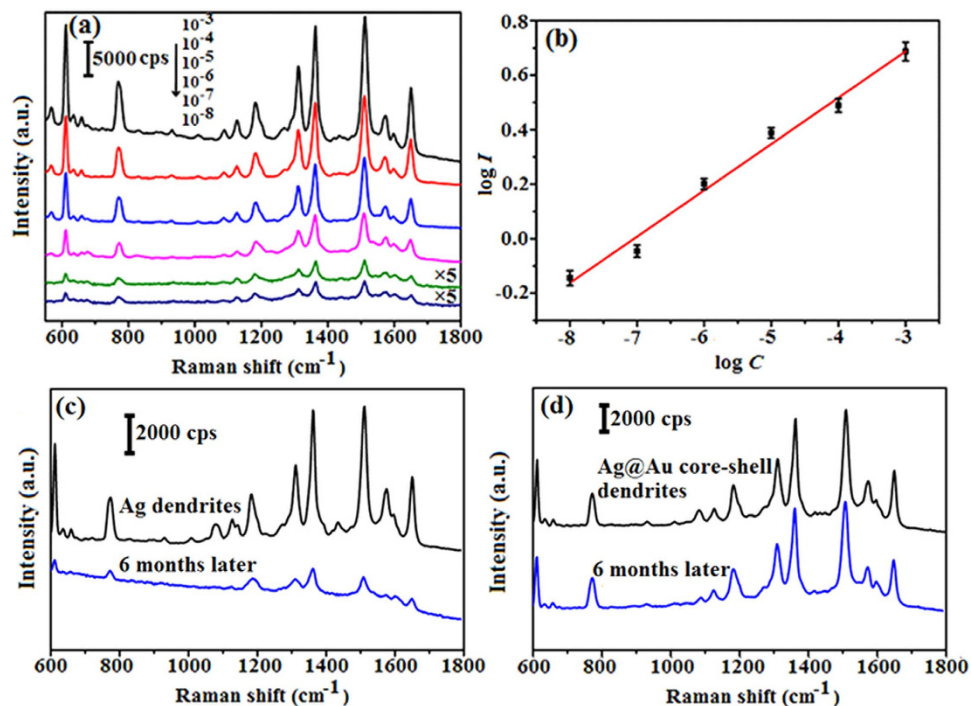 (a)
5000 cps
10-3
10-4
10-5
10-6
10-7
10-8
×5
×5
Intensity (a.u.)
600 800 1000 1200 1400 1600 1800
Raman shift (cm-1)
(b)
log I
0.6
0.4
0.2
0.0
-0.2
-8 -7 -6 -5 -4 -3
log C
(c)
2000 cps
Ag dendrites
6 months later
Intensity (a.u.)
600 800 1000 1200 1400 1600 1800
Raman shift (cm-1)
(d)
2000 cps
Ag@Au core-shell
dendrites
6 months later
Intensity (a.u.)
600 800 1000 1200 1400 1600 1800
Raman shift (cm-1)